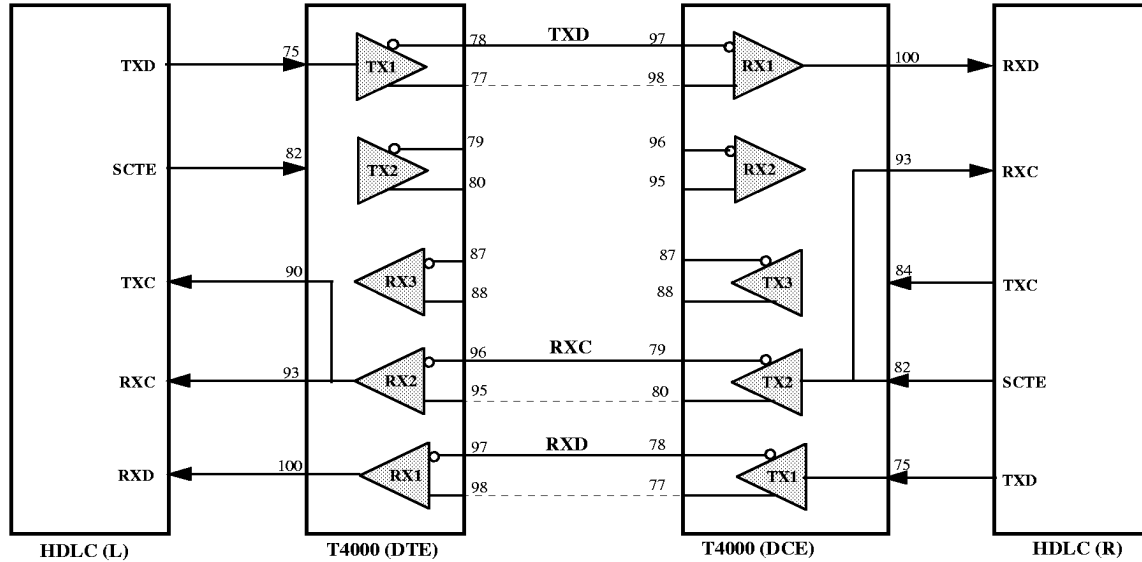 75 78 TXD 97 100
TXD TX1 RX1 RXD
77 98
82 79 96 93
SCTE TX2 RX2 RXC
80 95
90 87 87 84
TXC RX3 TX3 TXC
88 88
93 96 RXC 79 82
RXC RX2 TX2 SCTE
95 80
100 97 RXD 78 75
RXD RX1 TX1 TXD
98 77
HDLC (L) T4000 (DTE) T4000 (DCE) HDLC (R)